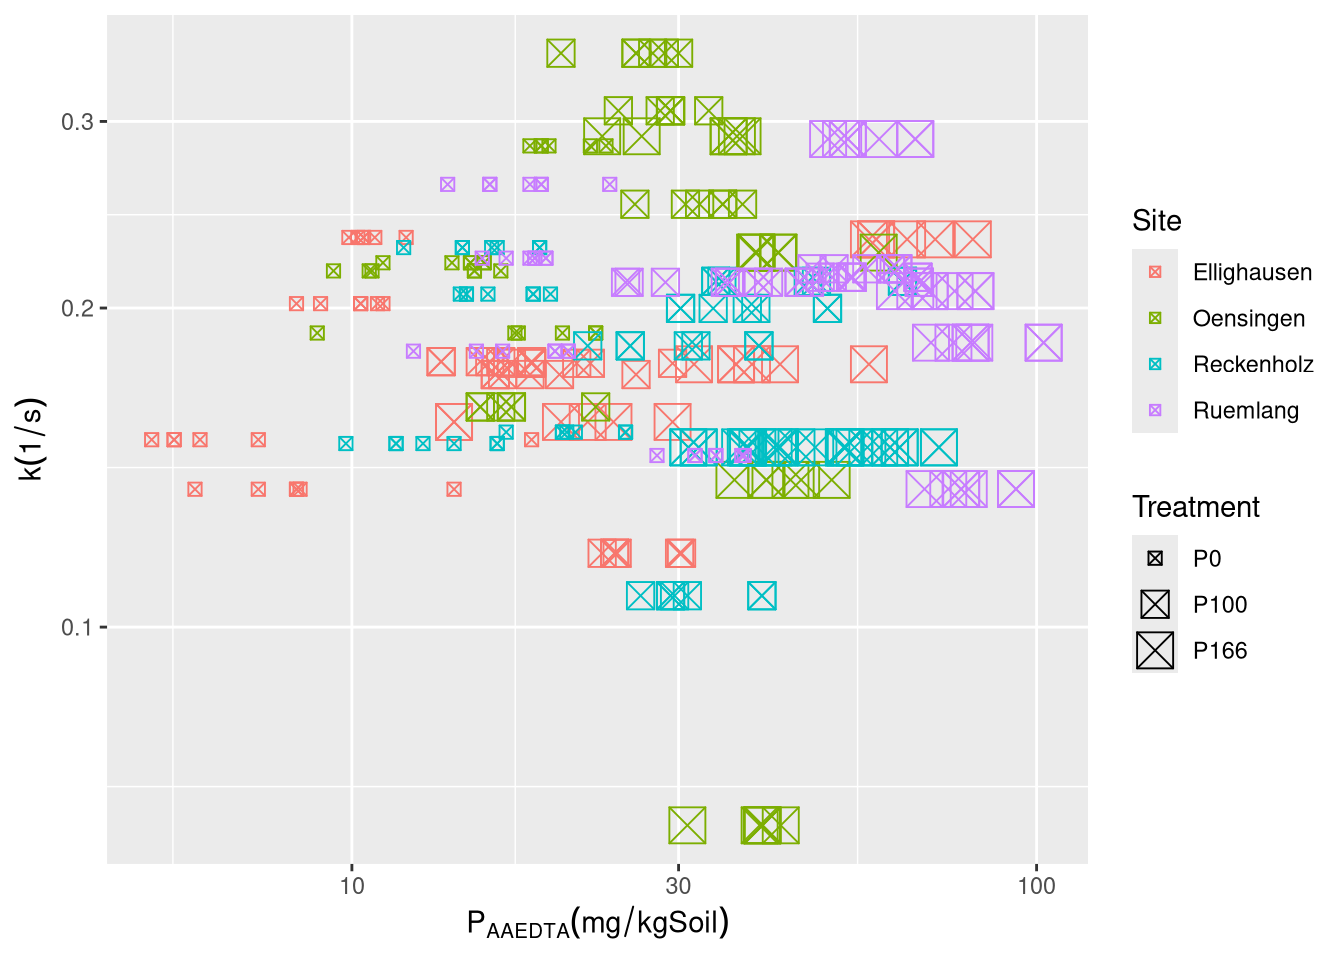 k(1/s)
0.3
0.2
0.1
10
30
100
PAAEDTA(mg/kgSoil)
Site
Ellighausen
Oensingen
Reckenholz
Ruemlang
Treatment
P0
P100
P166